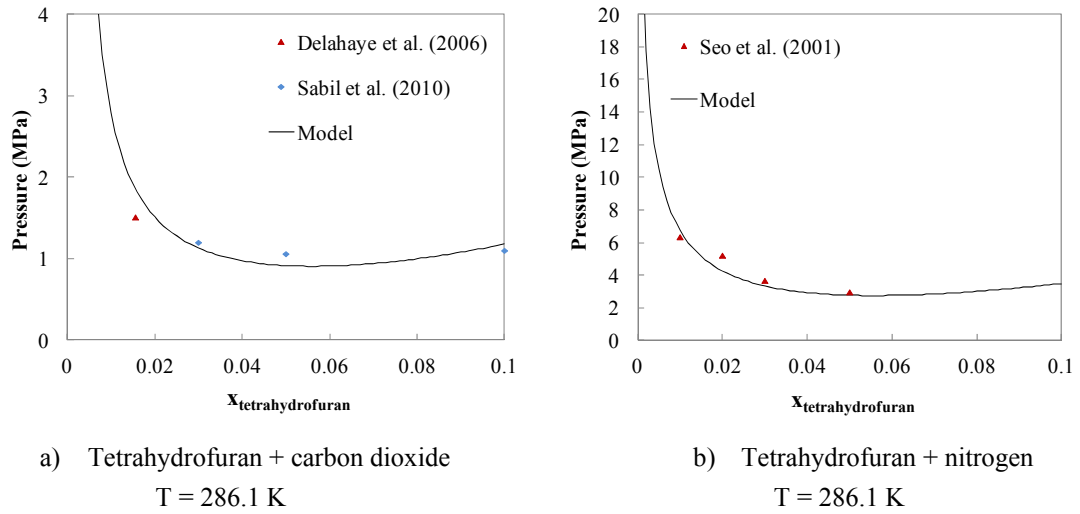 4
3
2
1
0
Pressure (MPa)
Delahaye et al. (2006)
Sabil et al. (2010)
Model
0 0.02 0.04 0.06 0.08 0.1
xtetrahydrofuran
a) Tetrahydrofuran + carbon dioxide
T = 286.1 K
20
18
16
14
12
10
8
6
4
2
0
Pressure (MPa)
Seo et al. (2001)
Model
0 0.02 0.04 0.06 0.08 0.1
xtetrahydrofuran
b) Tetrahydrofuran + nitrogen
T = 286.1 K